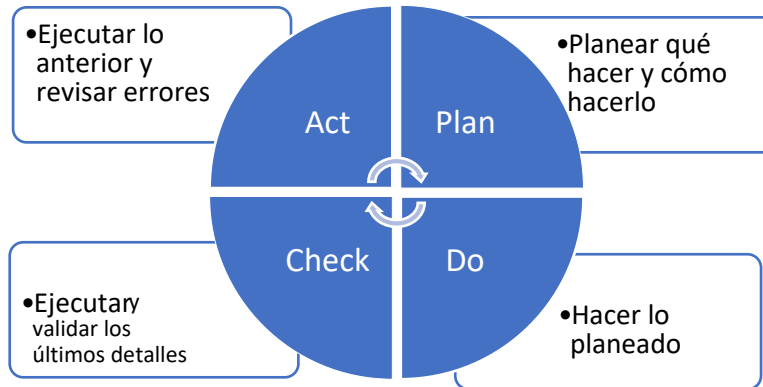 •Ejecutar lo
anterior y
revisar errores
Act
Plan
•Planear qué
hacer y cómo
hacerlo
Check
Do
•Ejecutary
validar los
últimos detalles
•Hacer lo
planeado